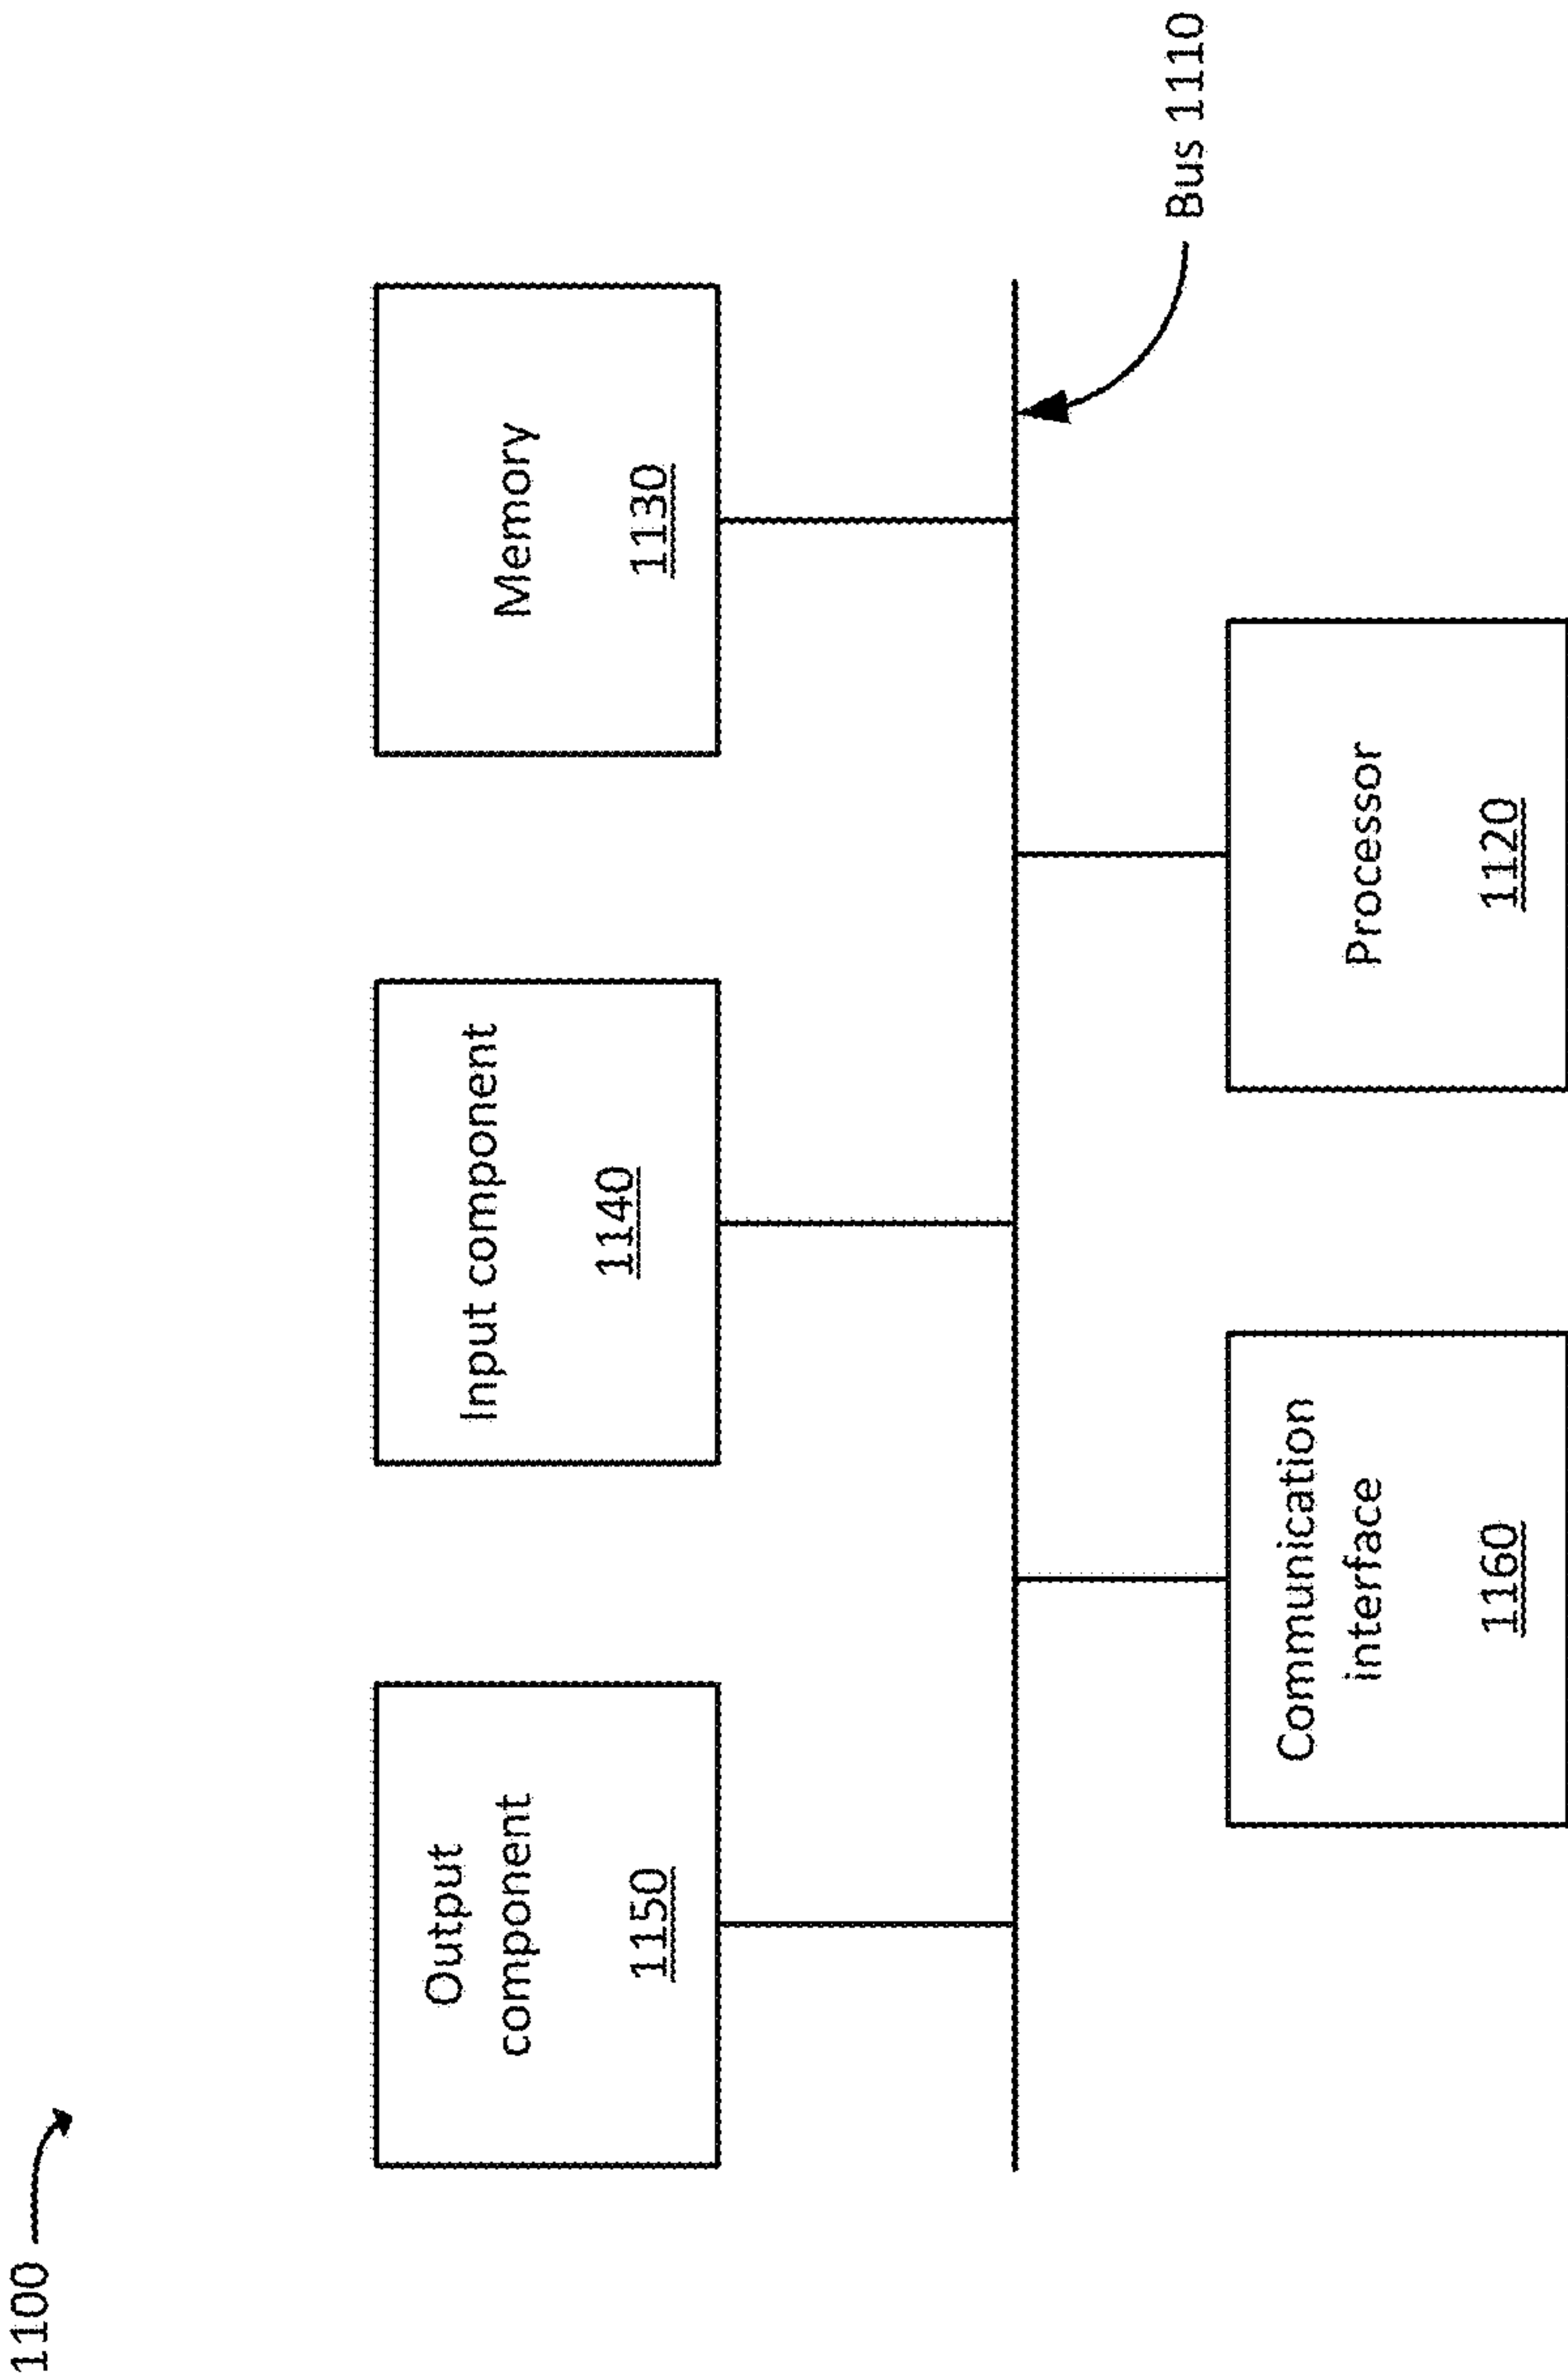 1100
Output
component
1150
Input component
1140
Memory
1130
Bus 1110
Communication
interface
1160
Processor
1120